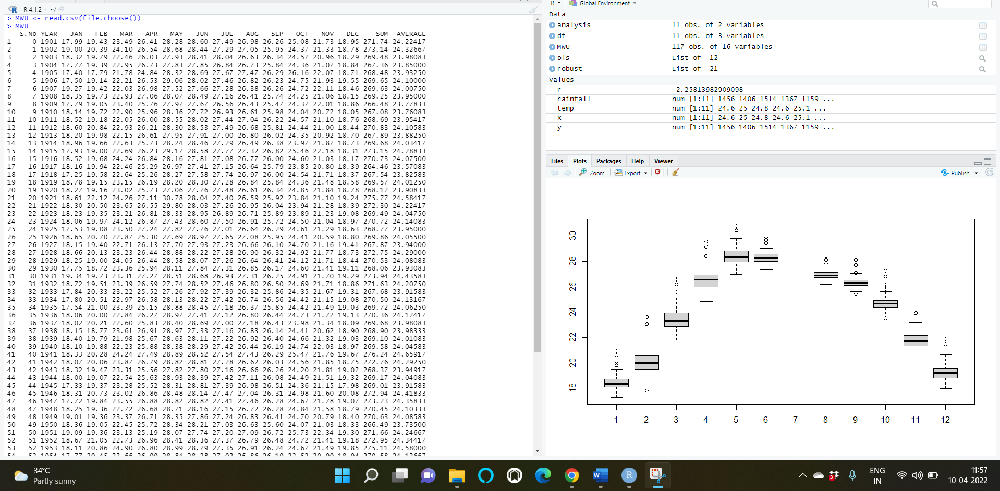 R 4.1.2 · ~/
> MWU <- read.csv(file.choose())
> MWU
S.No YEAR JAN FEB MAR APR MAY JUN JUL AUG SEP OCT NOV DEC SUM AVERAGE
1 0 1901 17.99 19.43 23.49 26.41 28.28 28.60 27.49 26.98 26.26 25.08 21.73 18.95 271.74 24.22417
2 1 1902 19.00 20.39 24.10 26.54 28.68 28.44 27.29 27.05 25.95 24.37 21.33 18.78 273.14 24.32667
3 2 1903 18.32 19.79 22.46 26.03 27.93 28.41 28.04 26.63 26.34 24.57 20.96 18.29 269.48 23.98083
4 3 1904 17.77 19.39 22.95 26.73 27.83 27.85 26.84 26.73 25.84 24.36 21.07 18.84 267.36 23.85000
5 4 1905 17.40 17.79 21.78 24.84 28.32 28.69 27.67 27.47 26.29 26.16 22.07 18.71 268.48 23.93250
6 5 1906 17.50 19.14 22.21 26.53 29.06 28.02 27.46 26.82 26.23 24.75 21.93 19.55 269.65 24.10000
7 6 1907 19.27 19.42 22.03 26.98 27.52 27.66 28.28 26.38 26.26 24.72 22.11 18.46 269.63 24.00750
8 7 1908 18.35 19.73 22.93 27.06 28.07 28.49 27.16 26.41 25.74 24.25 21.06 18.15 269.25 23.95000
9 8 1909 17.79 19.05 23.40 25.76 27.97 27.67 26.56 26.43 25.47 24.37 22.01 18.86 266.48 23.77833
10 9 1910 18.14 19.72 22.90 25.96 28.36 27.72 26.93 26.61 25.98 24.04 20.72 18.05 267.08 23.76083
11 10 1911 18.52 19.18 22.05 26.00 28.55 28.02 27.44 27.04 26.22 24.57 21.10 18.76 268.69 23.95417
12 11 1912 18.60 20.84 22.93 26.21 28.30 28.53 27.49 26.68 25.81 24.44 21.00 18.44 270.83 24.10583
13 12 1913 18.20 19.98 22.15 26.61 27.95 27.91 27.00 26.80 26.02 24.35 20.92 18.70 267.89 23.88250
14 13 1914 18.96 19.66 22.63 25.73 28.24 28.46 27.29 26.49 26.38 23.97 21.87 18.73 269.68 24.03417
15 14 1915 17.93 19.00 22.69 26.23 29.17 28.58 27.77 27.32 26.82 25.46 22.18 18.31 273.15 24.28833
16 15 1916 18.52 19.68 24.24 26.84 28.16 27.81 27.08 26.77 26.00 24.60 21.03 18.17 270.73 24.07500
17 16 1917 18.16 19.94 22.46 25.29 26.97 27.41 27.15 26.64 25.79 23.85 20.80 18.39 264.46 23.57083
18 17 1918 17.25 19.58 22.64 25.26 28.27 27.58 27.74 26.97 26.00 24.54 21.71 18.37 267.54 23.82583
19 18 1919 18.78 19.15 23.15 26.19 28.20 28.30 27.28 26.84 25.84 24.36 21.48 18.58 269.57 24.01250
20 19 1920 18.27 19.16 23.02 25.73 27.06 27.76 27.48 26.61 26.34 24.85 21.84 18.78 268.12 23.90833
21 20 1921 18.61 22.12 24.26 27.11 30.78 28.04 27.40 26.59 25.92 23.84 21.10 19.24 275.77 24.58417
22 21 1922 18.30 20.50 23.65 26.55 29.80 28.03 27.26 26.95 26.04 23.94 21.28 18.39 272.30 24.22417
23 22 1923 18.23 19.35 23.21 26.81 28.33 28.95 26.89 26.71 25.89 23.89 21.23 19.08 269.49 24.04750
24 23 1924 18.06 19.97 24.12 26.87 27.43 28.60 27.50 26.91 25.72 24.50 21.04 18.97 270.72 24.14083
25 24 1925 17.53 19.08 23.50 27.24 27.82 27.76 27.01 26.64 26.29 24.61 21.29 18.63 268.77 23.95000
26 25 1926 18.65 20.70 22.87 25.30 27.69 28.97 27.65 27.08 25.95 24.41 20.59 18.80 269.86 24.05500
27 26 1927 18.15 19.40 22.71 26.13 27.70 27.93 27.23 26.66 26.10 24.70 21.16 19.41 267.87 23.94000
28 27 1928 18.66 20.13 23.23 26.44 28.88 28.22 27.28 26.90 26.32 24.92 21.77 18.73 272.75 24.29000
29 28 1929 18.25 19.00 24.05 26.44 28.58 28.07 27.26 26.64 26.41 24.12 21.71 18.44 270.53 24.08083
30 29 1930 17.75 18.72 23.36 25.94 28.11 27.84 27.31 26.85 26.17 24.60 21.41 19.11 268.06 23.93083
31 30 1931 19.34 19.73 23.31 27.27 28.51 28.68 26.93 27.31 26.25 24.91 21.70 19.29 273.94 24.43583
32 31 1932 18.72 19.51 23.39 26.59 27.74 28.52 27.46 26.80 26.50 24.69 21.71 18.86 271.63 24.20750
33 32 1933 17.84 20.33 23.22 25.52 27.26 27.92 27.39 26.32 25.86 24.35 21.67 19.31 267.68 23.91583
34 33 1934 17.80 20.51 22.97 26.58 28.13 28.22 27.42 26.74 26.56 24.42 21.15 19.08 270.50 24.13167
35 34 1935 17.54 21.00 23.39 25.15 28.88 28.45 27.18 26.37 25.85 24.42 21.49 19.03 269.72 24.06250
36 35 1936 18.06 20.00 22.84 26.27 28.97 27.41 27.12 26.80 26.44 24.73 21.72 19.13 270.36 24.12417
37 36 1937 18.02 20.21 22.60 25.83 28.40 28.69 27.00 27.18 26.43 23.98 21.34 18.09 269.68 23.98083
38 37 1938 18.15 18.77 23.61 26.91 28.97 27.33 27.16 26.83 26.14 24.41 20.62 18.90 268.90 23.98333
39 38 1939 18.40 19.79 21.98 25.67 28.63 28.11 27.22 26.92 26.40 24.66 21.32 19.03 269.10 24.01083
40 39 1940 18.10 19.88 22.23 25.88 28.38 28.29 27.42 26.44 26.19 24.74 22.03 18.97 269.58 24.04583
41 40 1941 18.33 20.28 24.24 27.49 28.89 28.52 27.54 27.43 26.29 25.47 21.76 19.67 276.24 24.65917
42 41 1942 18.07 20.06 23.87 26.79 28.82 28.81 27.28 26.62 26.03 24.56 21.85 18.75 272.76 24.29250
43 42 1943 18.32 19.47 23.31 25.56 27.82 27.80 27.16 26.66 26.26 24.20 21.81 19.02 268.37 23.94917
44 43 1944 18.00 19.07 22.54 25.63 28.93 28.39 27.42 27.11 26.08 24.49 21.51 19.32 269.17 24.04083
45 44 1945 17.33 19.37 23.28 25.52 28.31 28.81 27.39 26.98 26.51 24.36 21.15 17.98 269.01 23.91583
46 45 1946 18.31 20.73 23.02 26.86 28.48 28.14 27.47 27.04 26.31 24.98 21.60 20.08 272.94 24.41833
47 46 1947 17.72 19.84 23.55 26.88 28.82 28.82 27.41 27.46 26.28 24.67 21.78 19.07 273.23 24.35833
48 47 1948 18.25 19.36 22.72 26.68 28.71 28.16 27.15 26.72 26.28 24.84 21.58 18.79 270.45 24.10333
49 48 1949 19.01 19.36 23.37 26.71 28.35 27.86 27.24 26.83 26.41 24.70 20.79 18.40 270.63 24.08583
50 49 1950 18.36 19.05 22.45 25.72 28.34 28.21 27.03 26.63 25.60 24.07 21.03 18.33 266.49 23.73500
51 50 1951 19.09 19.36 23.13 25.19 28.07 27.74 27.20 27.09 26.72 25.73 22.34 19.30 271.66 24.24667
52 51 1952 18.67 21.05 22.73 26.96 28.41 28.36 27.37 26.79 26.48 24.72 21.41 19.18 272.95 24.34417
53 52 1953 18.11 20.86 24.90 26.80 28.99 28.79 27.35 26.91 26.24 24.67 21.49 19.85 275.11 24.58000
R Global Environment
Data
analysis 11 obs. of 2 variables
df 11 obs. of 3 variables
MWU 117 obs. of 16 variables
ols List of 12
robust List of 21
Values
r -2.25813982909098
rainfall num [1:11] 1456 1406 1514 1367 1159 ...
temp num [1:11] 24.6 25 24.8 24.6 25.1 ...
x num [1:11] 24.6 25 24.8 24.6 25.1 ...
y num [1:11] 1456 1406 1514 1367 1159 ...
Files Plots Packages Help Viewer
Zoom Export Publish
30
28
26
24
22
20
18
1 2 3 4 5 6 7 8 9 10 11 12
34°C
Partly sunny
ENG
IN
11:57
10-04-2022